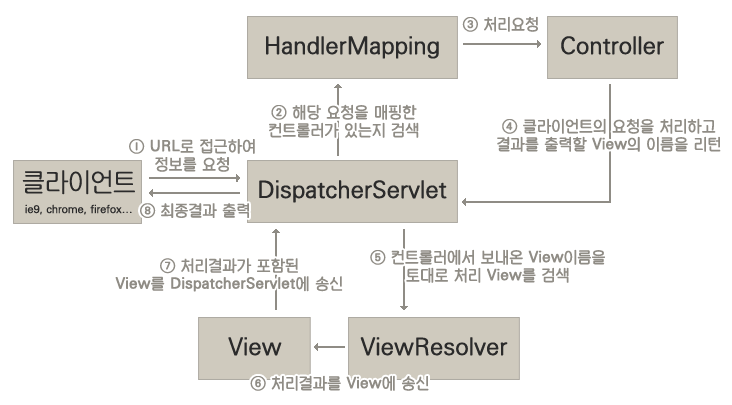 HandlerMapping
③ 처리요청
Controller
② 해당 요청을 매핑한
컨트롤러가 있는지 검색
④ 클라이언트의 요청을 처리하고
결과를 출력할 View의 이름을 리턴
① URL로 접근하여
정보를 요청
클라이언트
ie9, chrome, firefox...
DispatcherServlet
⑧ 최종결과 출력
⑦ 처리결과가 포함된
View를 DispatcherServlet에 송신
⑤ 컨트롤러에서 보내온 View이름을
토대로 처리 View를 검색
View
ViewResolver
⑥ 처리결과를 View에 송신